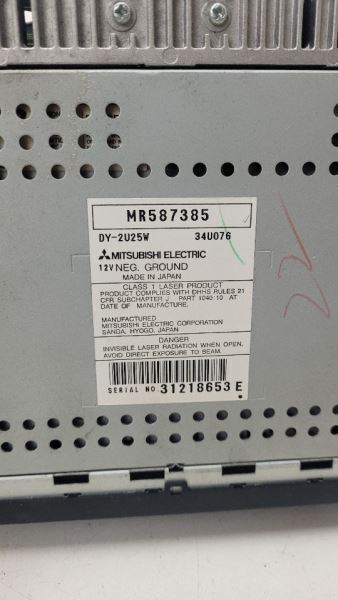 MR587385
DY-2U25W 34U076
MITSUBISHI ELECTRIC
12V NEG. GROUND
MADE IN JAPAN
CLASS 1 LASER PRODUCT
PRODUCT COMPLIES WITH DHHS RULES 21
CFR SUBCHAPTER J, PART 1040.10 AT
DATE OF MANUFACTURE.
MANUFACTURED
MITSUBISHI ELECTRIC CORPORATION
SANDA, HYOGO, JAPAN
DANGER
INVISIBLE LASER RADIATION WHEN OPEN.
AVOID DIRECT EXPOSURE TO BEAM.
SERIAL NO. 31218653 E